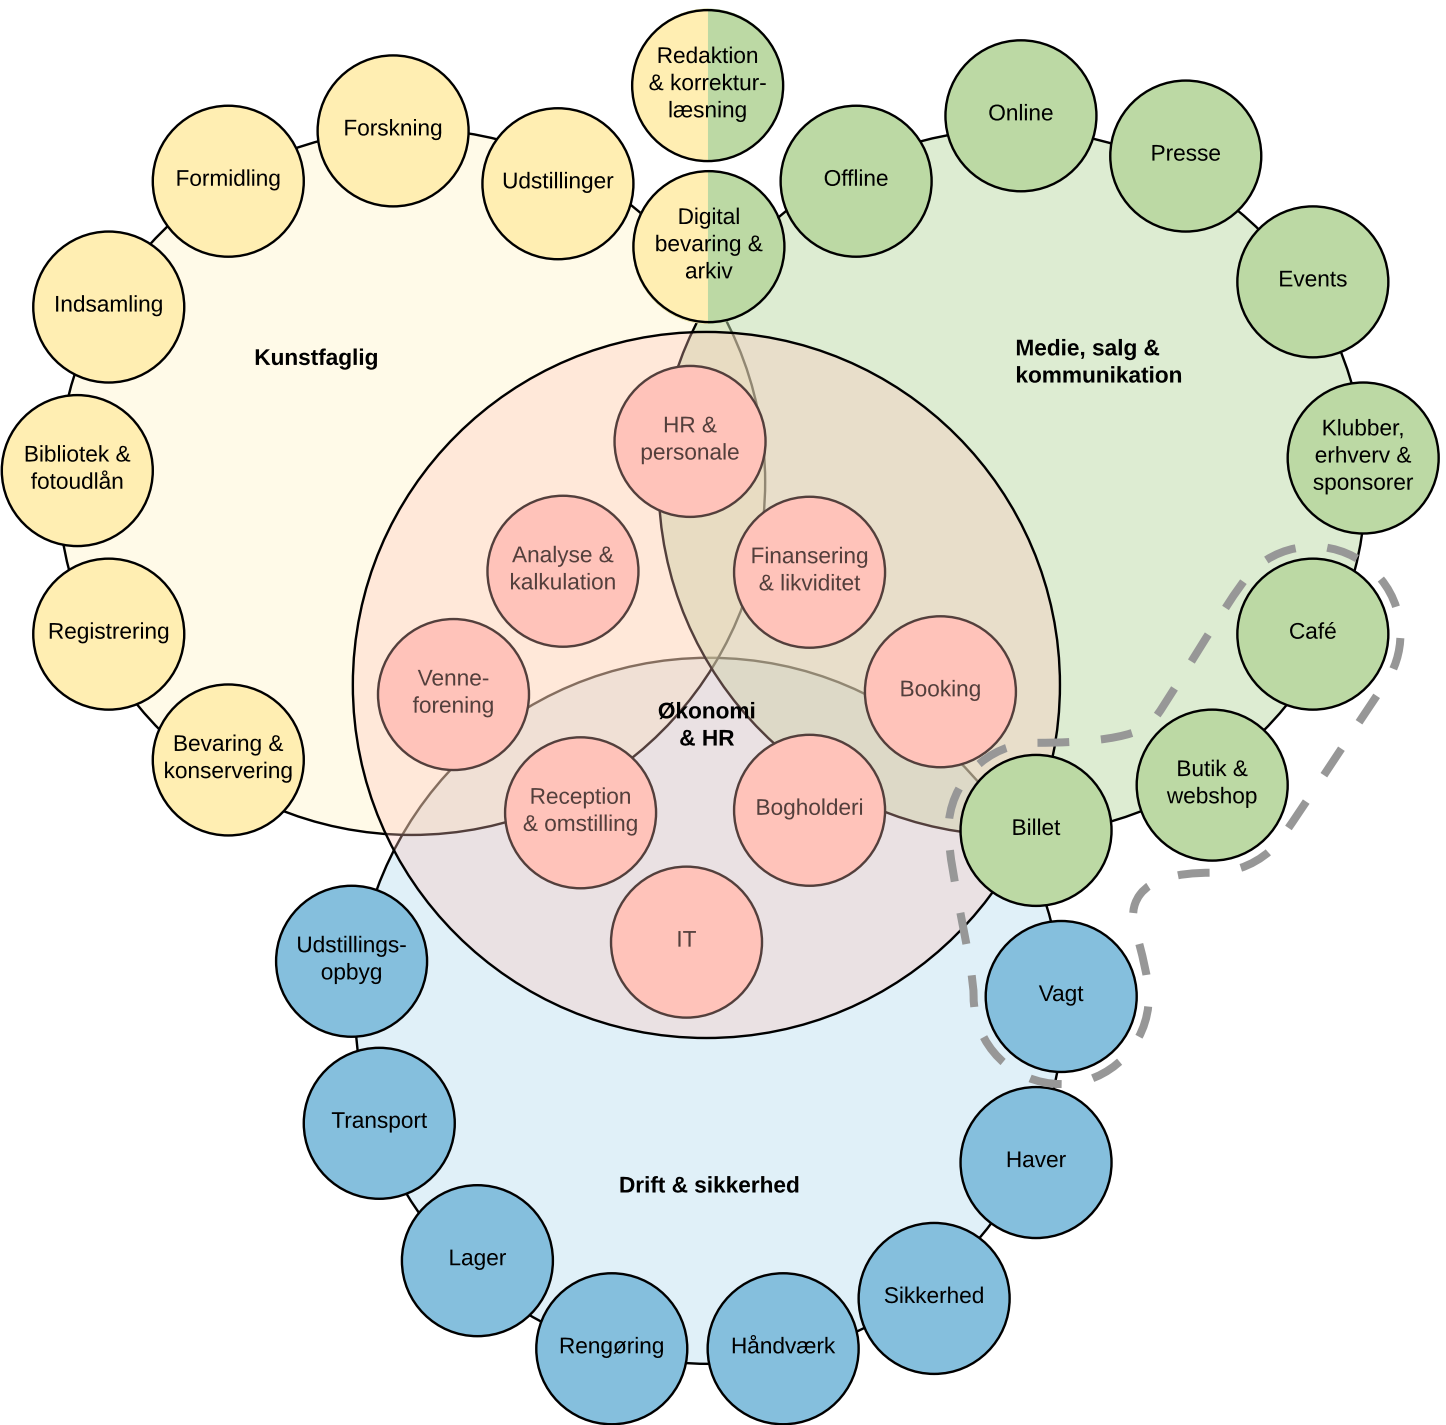 Redaktion
& korrektur-
læsning
Online
Forskning
Presse
Formidling
Udstillinger
Offline
Digital
bevaring &
arkiv
Events
Indsamling
Kunstfaglig
Medie, salg &
kommunikation
HR &
personale
Klubber,
erhverv &
sponsorer
Bibliotek &
fotoudlån
Analyse &
kalkulation
Finansering
& likviditet
Registrering
Café
Venne-
forening
Booking
Økonomi
& HR
Bevaring &
konservering
Butik &
webshop
Reception
& omstilling
Bogholderi
Billet
IT
Udstillings-
opbyg
Vagt
Transport
Haver
Drift & sikkerhed
Lager
Sikkerhed
Rengøring
Håndværk